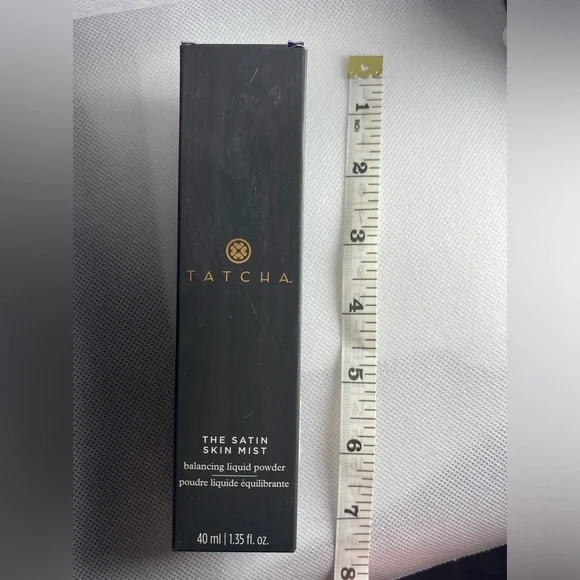 TATCHA.
THE SATIN
SKIN MIST
balancing liquid powder
poudre liquide équilibrante
40 ml | 1.35 fl. oz.
1
INCH
2
3
4
5
6
7
8